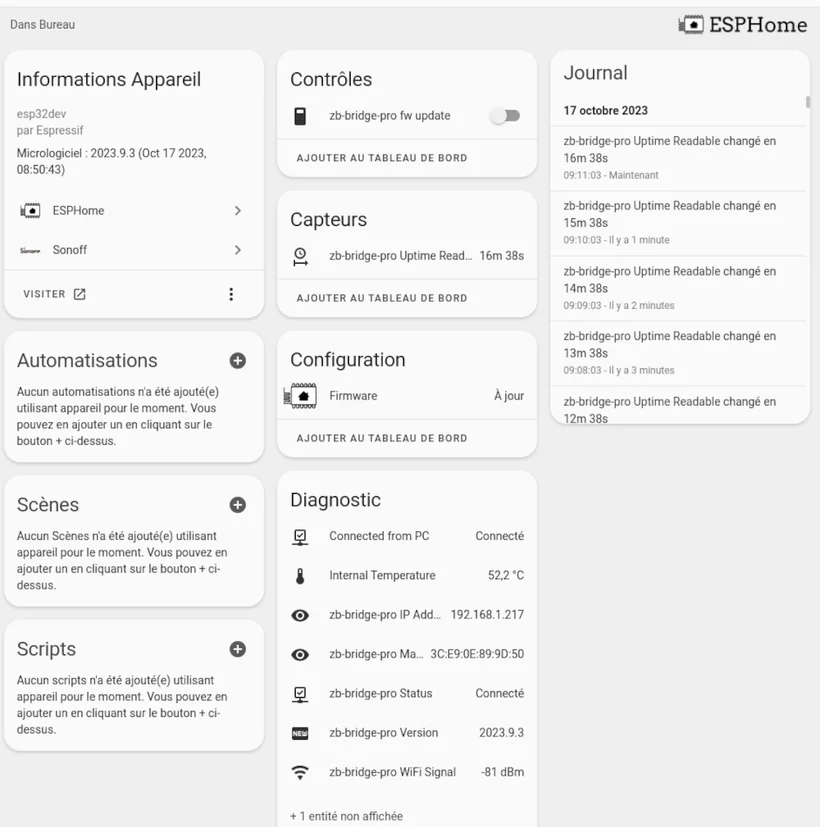 Dans Bureau
ESPHome
Informations Appareil
esp32dev
par Espressif
Micrologiciel : 2023.9.3 (Oct 17 2023,
08:50:43)
ESPHome
SonOFF
Sonoff
VISITER
Automatisations
Aucun automatisations n'a été ajouté(e)
utilisant appareil pour le moment. Vous
pouvez en ajouter un en cliquant sur le
bouton + ci-dessus.
Scènes
Aucun Scènes n'a été ajouté(e) utilisant
appareil pour le moment. Vous pouvez en
ajouter un en cliquant sur le bouton + ci-
dessus.
Scripts
Aucun scripts n'a été ajouté(e) utilisant
appareil pour le moment. Vous pouvez en
ajouter un en cliquant sur le bouton + ci-
dessus.
Contrôles
zb-bridge-pro fw update
AJOUTER AU TABLEAU DE BORD
Capteurs
zb-bridge-pro Uptime Read... 16m 38s
AJOUTER AU TABLEAU DE BORD
Configuration
Firmware À jour
AJOUTER AU TABLEAU DE BORD
Diagnostic
Connected from PC Connecté
Internal Temperature 52,2 °C
zb-bridge-pro IP Add... 192.168.1.217
zb-bridge-pro Ma... 3C:E9:0E:89:9D:50
zb-bridge-pro Status Connecté
NEW zb-bridge-pro Version 2023.9.3
zb-bridge-pro WiFi Signal -81 dBm
+ 1 entité non affichée
Journal
17 octobre 2023
zb-bridge-pro Uptime Readable changé en
16m 38s
09:11:03 - Maintenant
zb-bridge-pro Uptime Readable changé en
15m 38s
09:10:03 - Il y a 1 minute
zb-bridge-pro Uptime Readable changé en
14m 38s
09:09:03 - Il y a 2 minutes
zb-bridge-pro Uptime Readable changé en
13m 38s
09:08:03 - Il y a 3 minutes
zb-bridge-pro Uptime Readable changé en
12m 38s